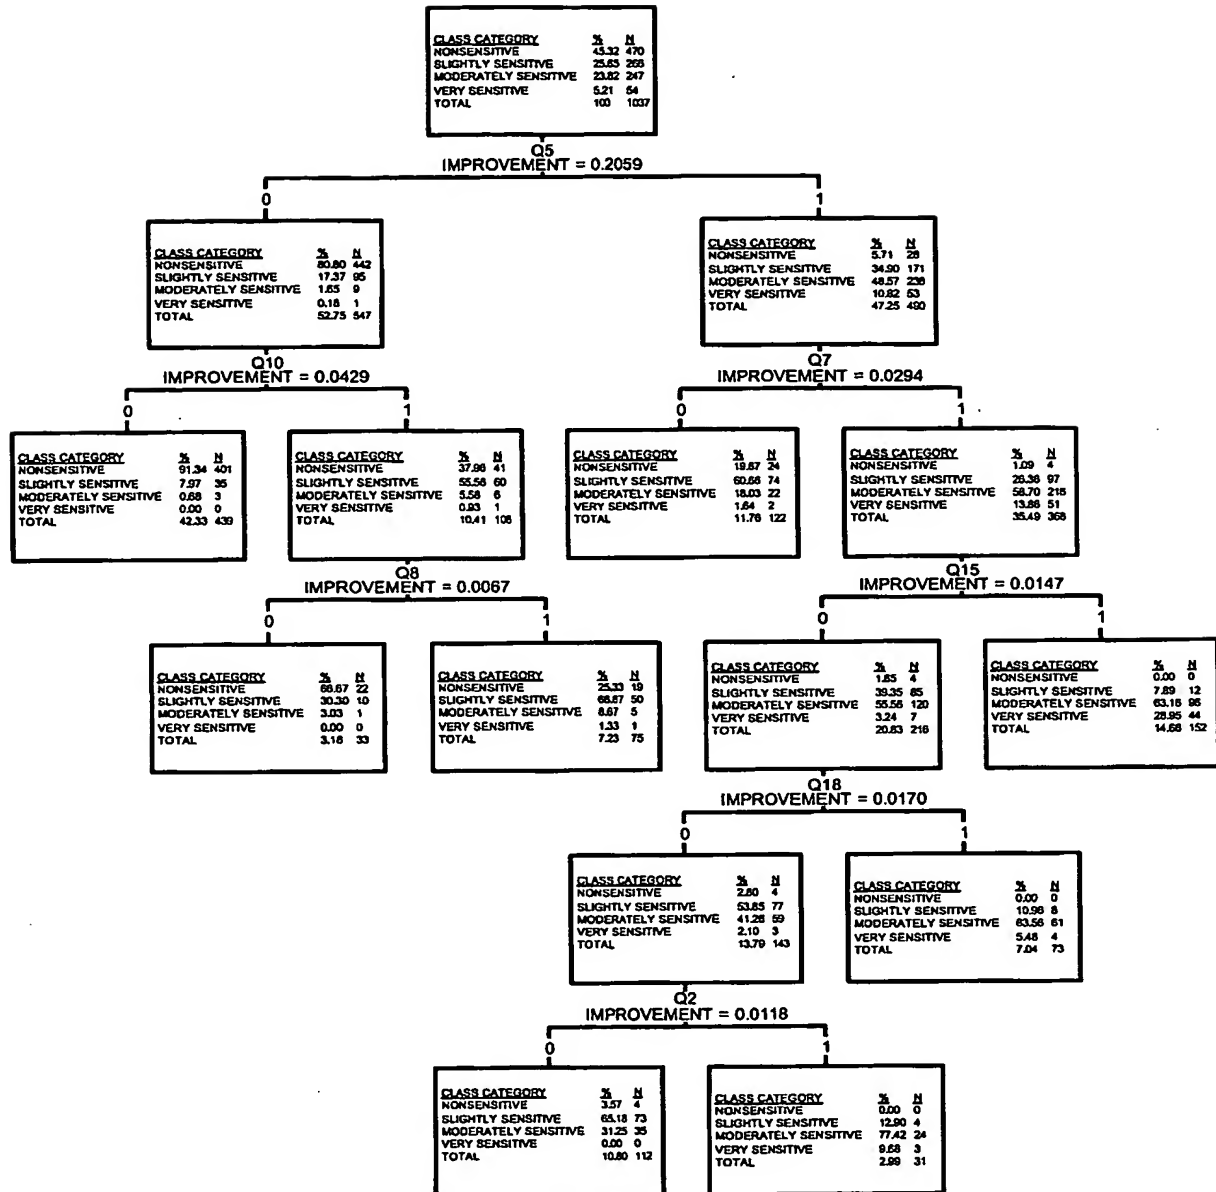 CLASS CATEGORY % N
NONSENSITIVE 45.32 470
SLIGHTLY SENSITIVE 25.65 266
MODERATELY SENSITIVE 23.82 247
VERY SENSITIVE 5.21 54
TOTAL 100 1037
Q5
IMPROVEMENT = 0.2059
0
1
CLASS CATEGORY % N
NONSENSITIVE 80.80 442
SLIGHTLY SENSITIVE 17.37 95
MODERATELY SENSITIVE 1.65 9
VERY SENSITIVE 0.18 1
TOTAL 52.75 547
CLASS CATEGORY % N
NONSENSITIVE 5.71 28
SLIGHTLY SENSITIVE 34.90 171
MODERATELY SENSITIVE 48.57 238
VERY SENSITIVE 10.82 53
TOTAL 47.25 490
Q10
IMPROVEMENT = 0.0429
Q7
IMPROVEMENT = 0.0294
0
1
0
1
CLASS CATEGORY % N
NONSENSITIVE 91.34 401
SLIGHTLY SENSITIVE 7.97 35
MODERATELY SENSITIVE 0.68 3
VERY SENSITIVE 0.00 0
TOTAL 42.33 439
CLASS CATEGORY % N
NONSENSITIVE 37.96 41
SLIGHTLY SENSITIVE 55.56 60
MODERATELY SENSITIVE 5.56 6
VERY SENSITIVE 0.93 1
TOTAL 10.41 108
CLASS CATEGORY % N
NONSENSITIVE 19.67 24
SLIGHTLY SENSITIVE 60.66 74
MODERATELY SENSITIVE 18.03 22
VERY SENSITIVE 1.64 2
TOTAL 11.76 122
CLASS CATEGORY % N
NONSENSITIVE 1.09 4
SLIGHTLY SENSITIVE 26.36 97
MODERATELY SENSITIVE 58.70 216
VERY SENSITIVE 13.86 51
TOTAL 35.49 368
Q8
IMPROVEMENT = 0.0067
Q15
IMPROVEMENT = 0.0147
0
1
0
1
CLASS CATEGORY % N
NONSENSITIVE 66.67 22
SLIGHTLY SENSITIVE 30.30 10
MODERATELY SENSITIVE 3.03 1
VERY SENSITIVE 0.00 0
TOTAL 3.18 33
CLASS CATEGORY % N
NONSENSITIVE 25.33 19
SLIGHTLY SENSITIVE 66.67 50
MODERATELY SENSITIVE 6.67 5
VERY SENSITIVE 1.33 1
TOTAL 7.23 75
CLASS CATEGORY % N
NONSENSITIVE 1.85 4
SLIGHTLY SENSITIVE 39.35 85
MODERATELY SENSITIVE 55.56 120
VERY SENSITIVE 3.24 7
TOTAL 20.83 216
CLASS CATEGORY % N
NONSENSITIVE 0.00 0
SLIGHTLY SENSITIVE 7.89 12
MODERATELY SENSITIVE 63.16 96
VERY SENSITIVE 28.95 44
TOTAL 14.66 152
Q18
IMPROVEMENT = 0.0170
0
1
CLASS CATEGORY % N
NONSENSITIVE 2.80 4
SLIGHTLY SENSITIVE 53.85 77
MODERATELY SENSITIVE 41.26 59
VERY SENSITIVE 2.10 3
TOTAL 13.79 143
CLASS CATEGORY % N
NONSENSITIVE 0.00 0
SLIGHTLY SENSITIVE 10.96 8
MODERATELY SENSITIVE 83.56 61
VERY SENSITIVE 5.48 4
TOTAL 7.04 73
Q2
IMPROVEMENT = 0.0118
0
1
CLASS CATEGORY % N
NONSENSITIVE 3.57 4
SLIGHTLY SENSITIVE 65.18 73
MODERATELY SENSITIVE 31.25 35
VERY SENSITIVE 0.00 0
TOTAL 10.80 112
CLASS CATEGORY % N
NONSENSITIVE 0.00 0
SLIGHTLY SENSITIVE 12.90 4
MODERATELY SENSITIVE 77.42 24
VERY SENSITIVE 9.68 3
TOTAL 2.99 31